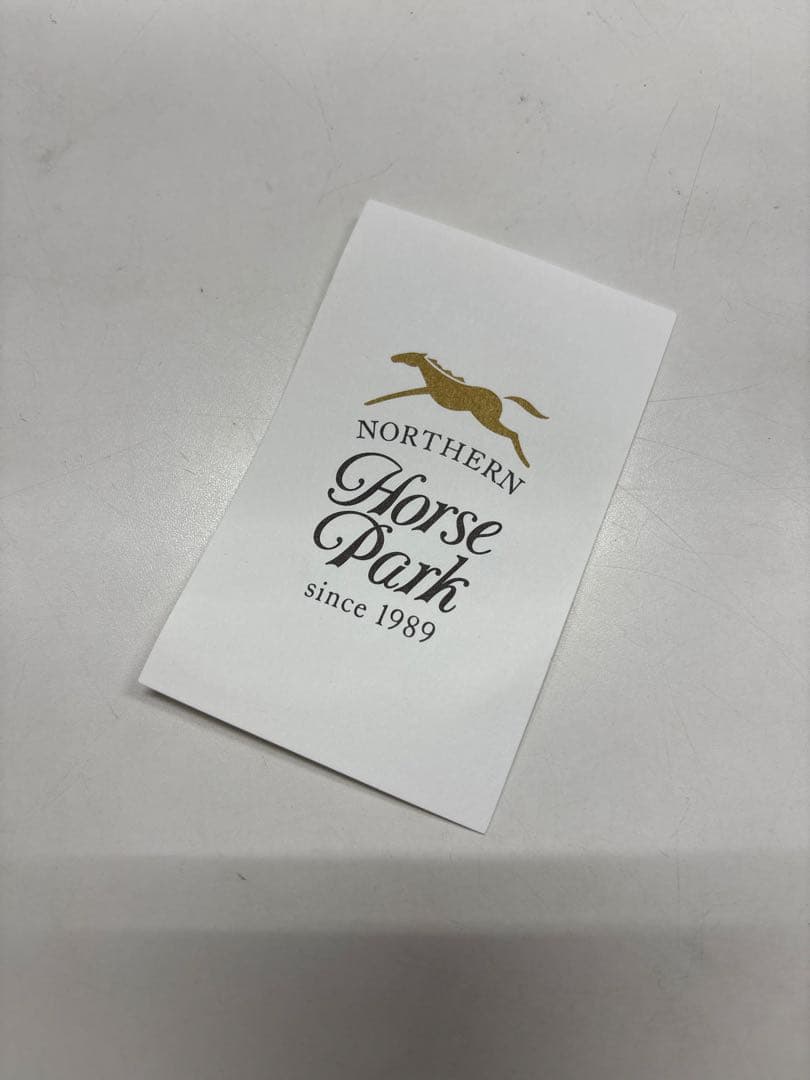 NORTHERN
Horse
Park
since 1989